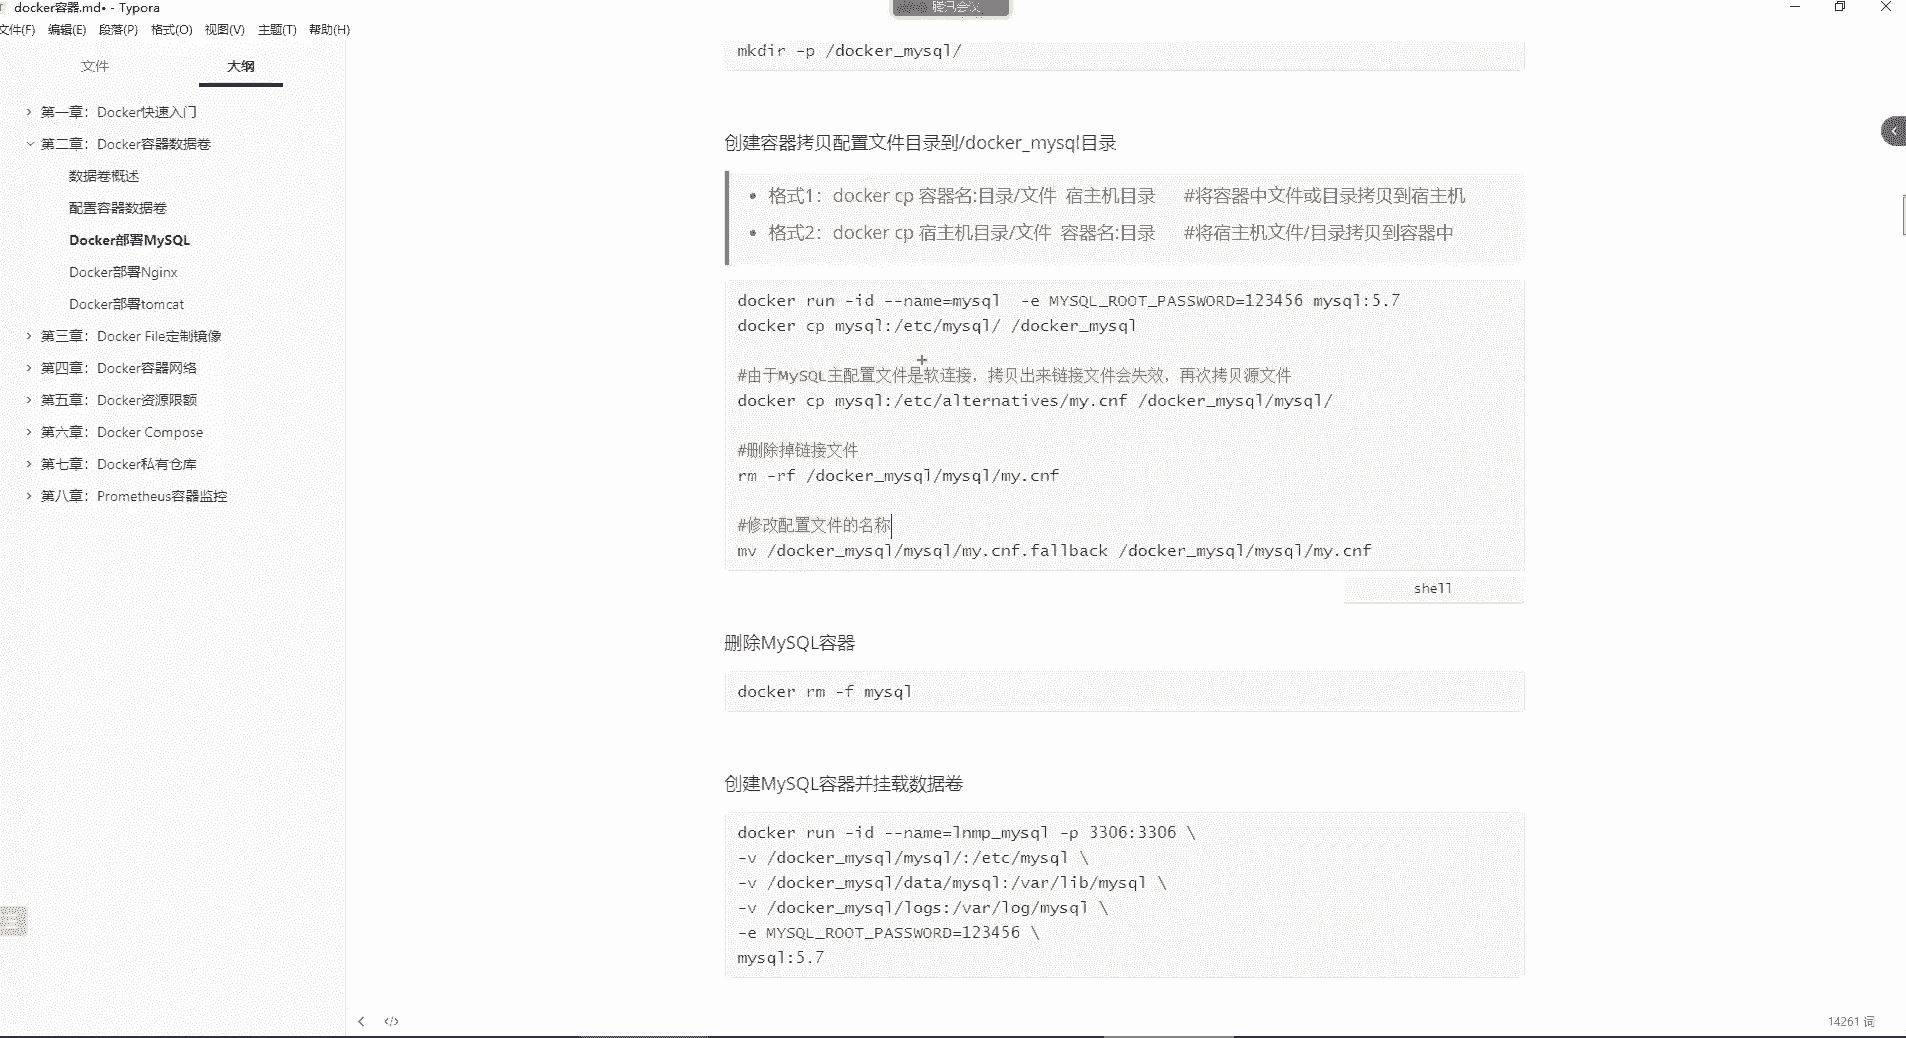 docker容器.md• - Typora
腾讯会议
文件(F) 编辑(E) 段落(P) 格式(O) 视图(V) 主题(T) 帮助(H)
文件 大纲
第一章：Docker快速入门
第二章：Docker容器数据卷
数据卷概述
配置容器数据卷
Docker部署MySQL
Docker部署Nginx
Docker部署tomcat
第三章：Docker File定制镜像
第四章：Docker容器网络
第五章：Docker资源限额
第六章：Docker Compose
第七章：Docker私有仓库
第八章：Prometheus容器监控
mkdir -p /docker_mysql/
创建容器拷贝配置文件目录到/docker_mysql目录
• 格式1：docker cp 容器名:目录/文件 宿主机目录 #将容器中文件或目录拷贝到宿主机
• 格式2：docker cp 宿主机目录/文件 容器名:目录 #将宿主机文件/目录拷贝到容器中
docker run -id --name=mysql -e MYSQL_ROOT_PASSWORD=123456 mysql:5.7
docker cp mysql:/etc/mysql/ /docker_mysql
#由于MySQL主配置文件是软连接，拷贝出来链接文件会失效，再次拷贝源文件
docker cp mysql:/etc/alternatives/my.cnf /docker_mysql/mysql/
#删除掉链接文件
rm -rf /docker_mysql/mysql/my.cnf
#修改配置文件的名称
mv /docker_mysql/mysql/my.cnf.fallback /docker_mysql/mysql/my.cnf
shell
删除MySQL容器
docker rm -f mysql
创建MySQL容器并挂载数据卷
docker run -id --name=lnmp_mysql -p 3306:3306 \
-v /docker_mysql/mysql/:/etc/mysql \
-v /docker_mysql/data/mysql:/var/lib/mysql \
-v /docker_mysql/logs:/var/log/mysql \
-e MYSQL_ROOT_PASSWORD=123456 \
mysql:5.7
14261 词